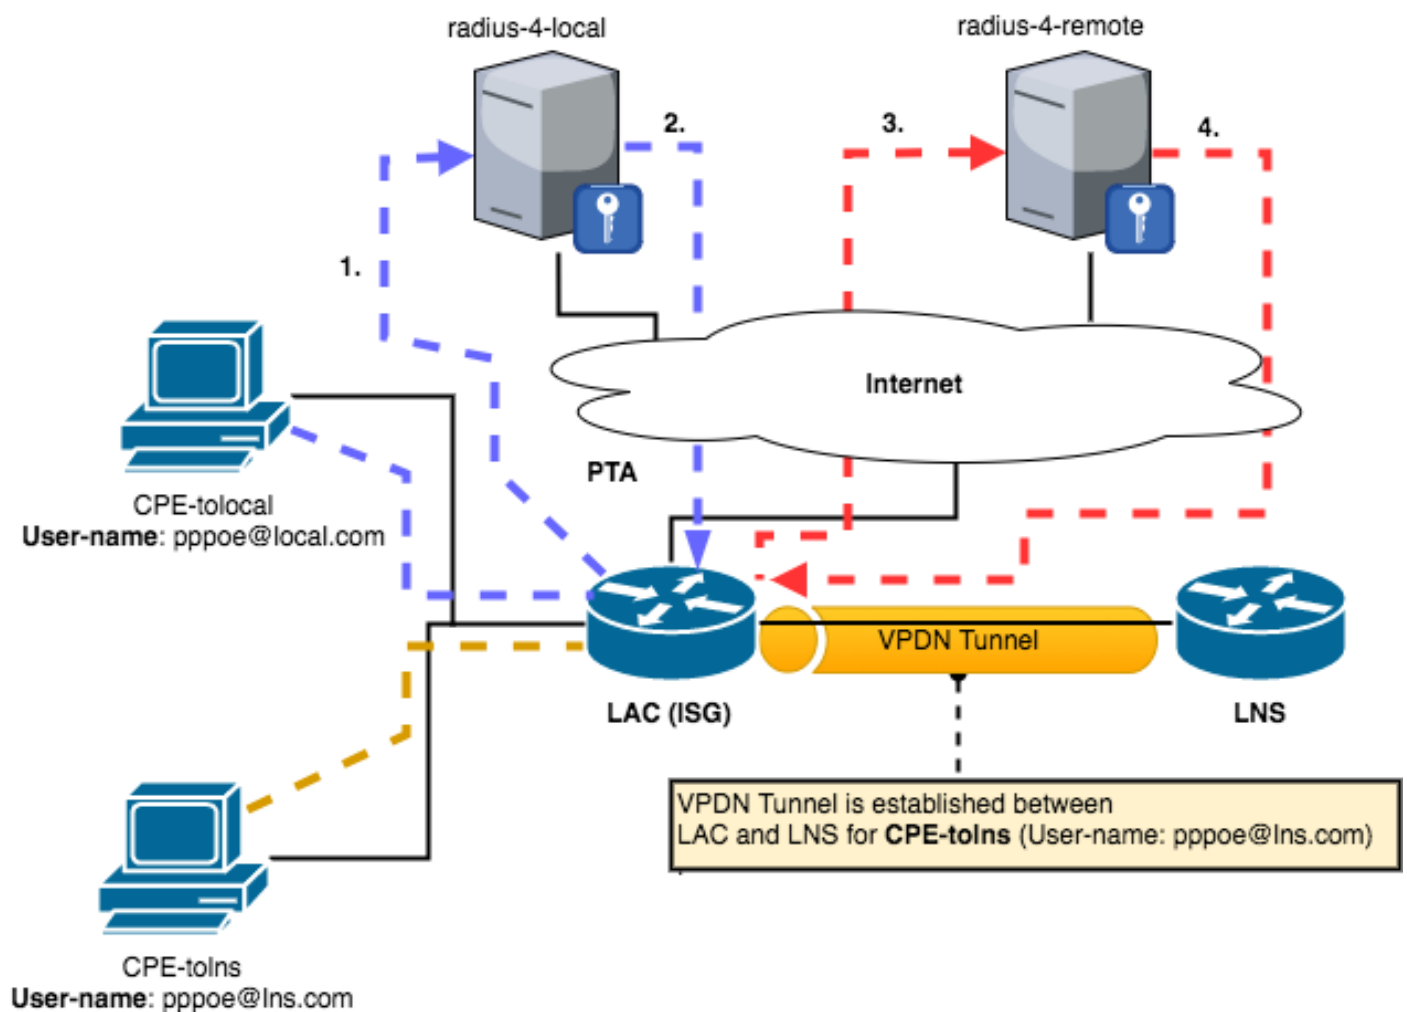 radius-4-local
radius-4-remote
2.
3.
4.
1.
Internet
PTA
CPE-tolocal
User-name: pppoe@local.com
VPDN Tunnel
LAC (ISG)
LNS
VPDN Tunnel is established between
LAC and LNS for CPE-tolns (User-name: pppoe@lns.com)
CPE-tolns
User-name: pppoe@lns.com